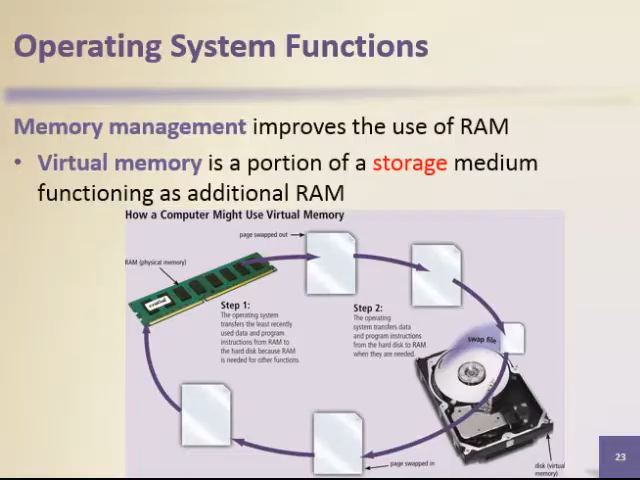 Operating System Functions
Memory management improves the use of RAM
• Virtual memory is a portion of a storage medium
functioning as additional RAM
How a Computer Might Use Virtual Memory
page swapped out
RAM (physical memory)
crucial
Step 1:
The operating system
transfers the least recently
used data and program
instructions from RAM to
the hard disk because RAM
is needed for other functions
Step 2:
The operating
system transfers data
and program instructions
from the hard disk to RAM
when they are needed.
swap file
page swapped in
disk (virtual
memory)
23